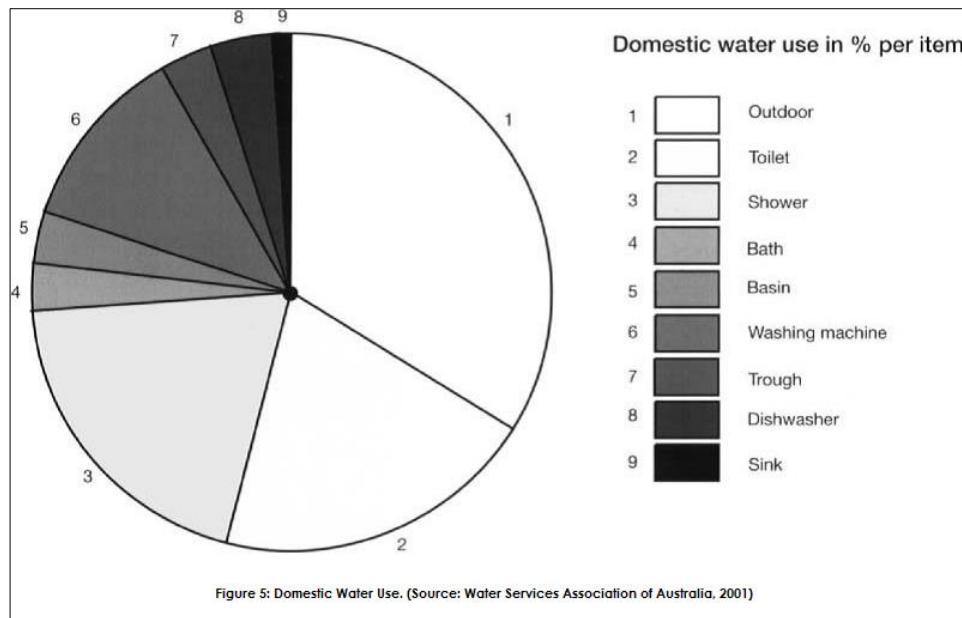 9
8
7
6
5
4
3
2
1
Domestic water use in % per item
1 Outdoor
2 Toilet
3 Shower
4 Bath
5 Basin
6 Washing machine
7 Trough
8 Dishwasher
9 Sink
Figure 5: Domestic Water Use. (Source: Water Services Association of Australia, 2001)